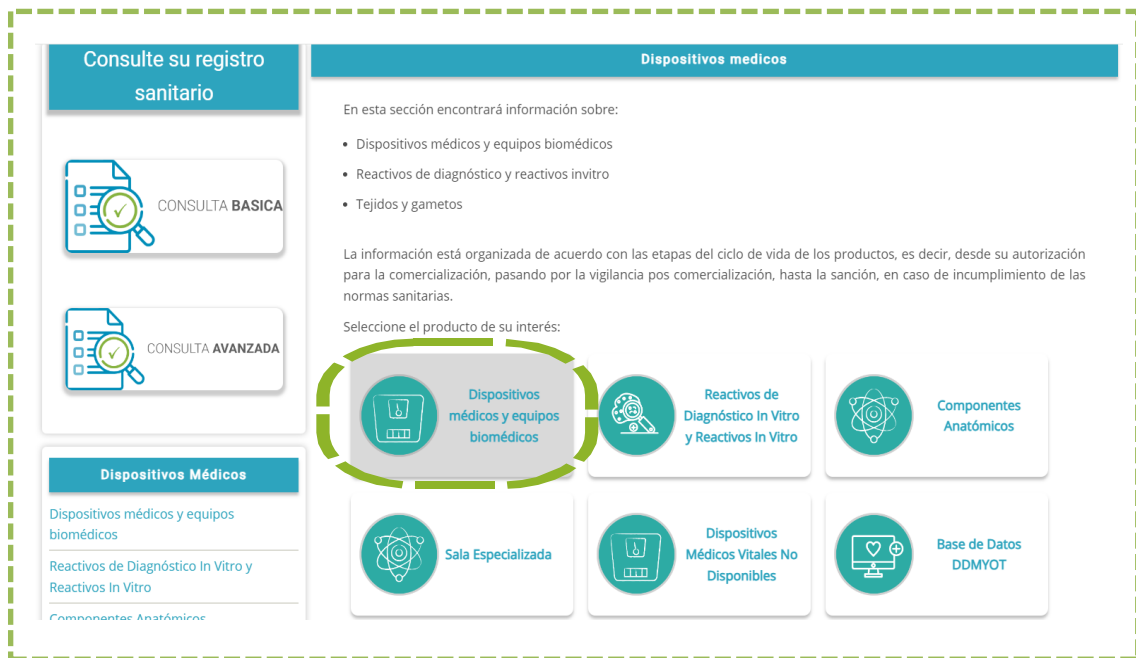 Consulte su registro
sanitario
CONSULTA BASICA
CONSULTA AVANZADA
Dispositivos Médicos
Dispositivos médicos y equipos
biomédicos
Reactivos de Diagnóstico In Vitro y
Reactivos In Vitro
Componentes Anatómicos
Dispositivos medicos
En esta sección encontrará información sobre:
• Dispositivos médicos y equipos biomédicos
• Reactivos de diagnóstico y reactivos invitro
• Tejidos y gametos
La información está organizada de acuerdo con las etapas del ciclo de vida de los productos, es decir, desde su autorización
para la comercialización, pasando por la vigilancia pos comercialización, hasta la sanción, en caso de incumplimiento de las
normas sanitarias.
Seleccione el producto de su interés:
Dispositivos
médicos y equipos
biomédicos
Reactivos de
Diagnóstico In Vitro
y Reactivos In Vitro
Componentes
Anatómicos
Sala Especializada
Dispositivos
Médicos Vitales No
Disponibles
Base de Datos
DDMYOT